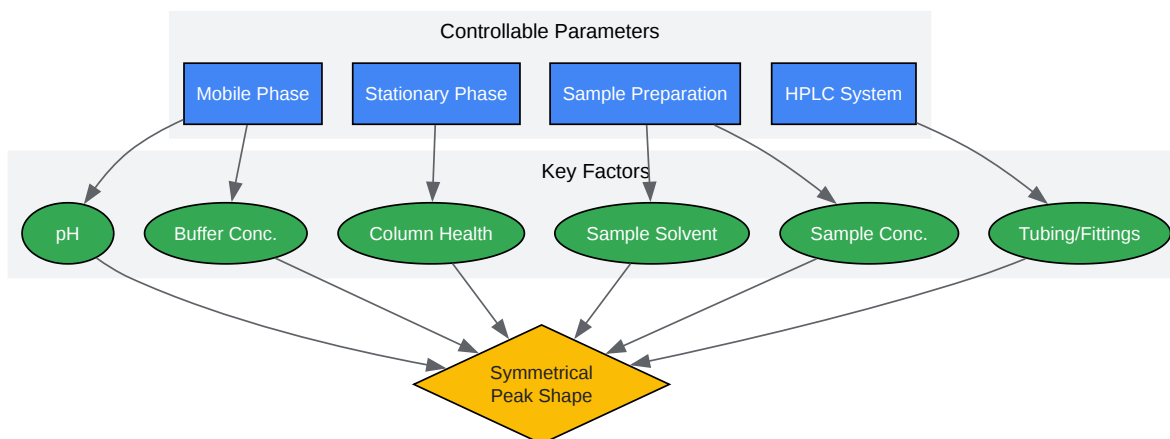 Controllable Parameters
Mobile Phase
Stationary Phase
Sample Preparation
HPLC System
Key Factors
pH
Buffer Conc.
Column Health
Sample Solvent
Sample Conc.
Tubing/Fittings
Symmetrical
Peak Shape